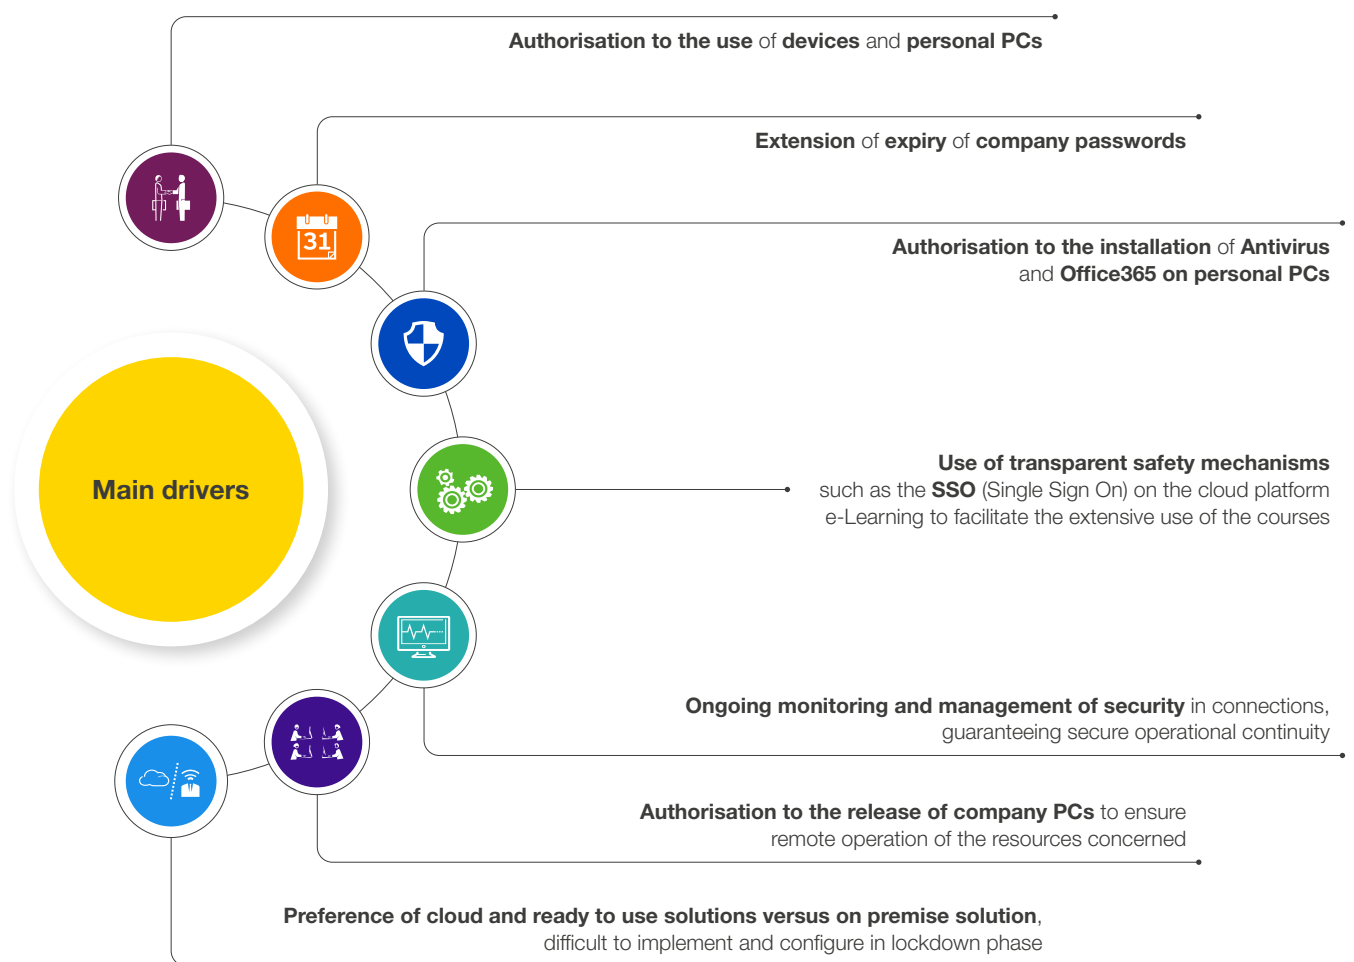 Authorisation to the use of devices and personal PCs
Extension of expiry of company passwords
31
Authorisation to the installation of Antivirus
and Office365 on personal PCs
Main drivers
Use of transparent safety mechanisms
such as the SSO (Single Sign On) on the cloud platform
e-Learning to facilitate the extensive use of the courses
Ongoing monitoring and management of security in connections,
guaranteeing secure operational continuity
Authorisation to the release of company PCs to ensure
remote operation of the resources concerned
Preference of cloud and ready to use solutions versus on premise solution,
difficult to implement and configure in lockdown phase